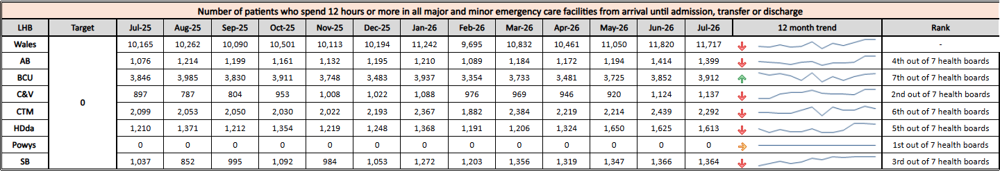 Number of patients who spend 12 hours or more in all major and minor emergency care facilities from arrival until admission, transfer or discharge
LHB Target Jul-25 Aug-25 Sep-25 Oct-25 Nov-25 Dec-25 Jan-26 Feb-26 Mar-26 Apr-26 May-26 Jun-26 Jul-26 12 month trend Rank
Wales 10,165 10,262 10,090 10,501 10,113 10,194 11,242 9,695 10,832 10,461 11,050 11,820 11,717 -
AB 1,076 1,214 1,199 1,161 1,132 1,195 1,210 1,089 1,184 1,172 1,194 1,414 1,399 4th out of 7 health boards
BCU 3,846 3,985 3,830 3,911 3,748 3,483 3,937 3,354 3,733 3,481 3,725 3,852 3,912 7th out of 7 health boards
C&V 897 787 804 953 1,008 1,022 1,088 976 969 946 920 1,124 1,137 2nd out of 7 health boards
0
CTM 2,099 2,053 2,050 2,030 2,022 2,193 2,367 1,882 2,384 2,219 2,214 2,439 2,292 6th out of 7 health boards
HDda 1,210 1,371 1,212 1,354 1,219 1,248 1,368 1,191 1,206 1,324 1,650 1,625 1,613 5th out of 7 health boards
Powys 0 0 0 0 0 0 0 0 0 0 0 0 0 1st out of 7 health boards
SB 1,037 852 995 1,092 984 1,053 1,272 1,203 1,356 1,319 1,347 1,366 1,364 3rd out of 7 health boards